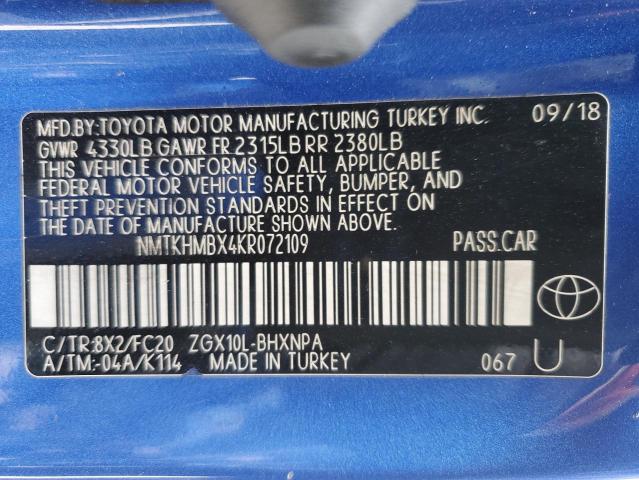 MFD.BY:TOYOTA MOTOR MANUFACTURING TURKEY INC. 09/18
GVWR 4330LB GAWR FR 2315LB RR 2380LB
THIS VEHICLE CONFORMS TO ALL APPLICABLE
FEDERAL MOTOR VEHICLE SAFETY, BUMPER, AND
THEFT PREVENTION STANDARDS IN EFFECT ON
THE DATE OF MANUFACTURE SHOWN ABOVE.
NMTKHMBX4KR072109 PASS.CAR
C/TR:8X2/FC20 ZGX10L-BHXNPA
A/TM:-04A/K114 MADE IN TURKEY 067 U